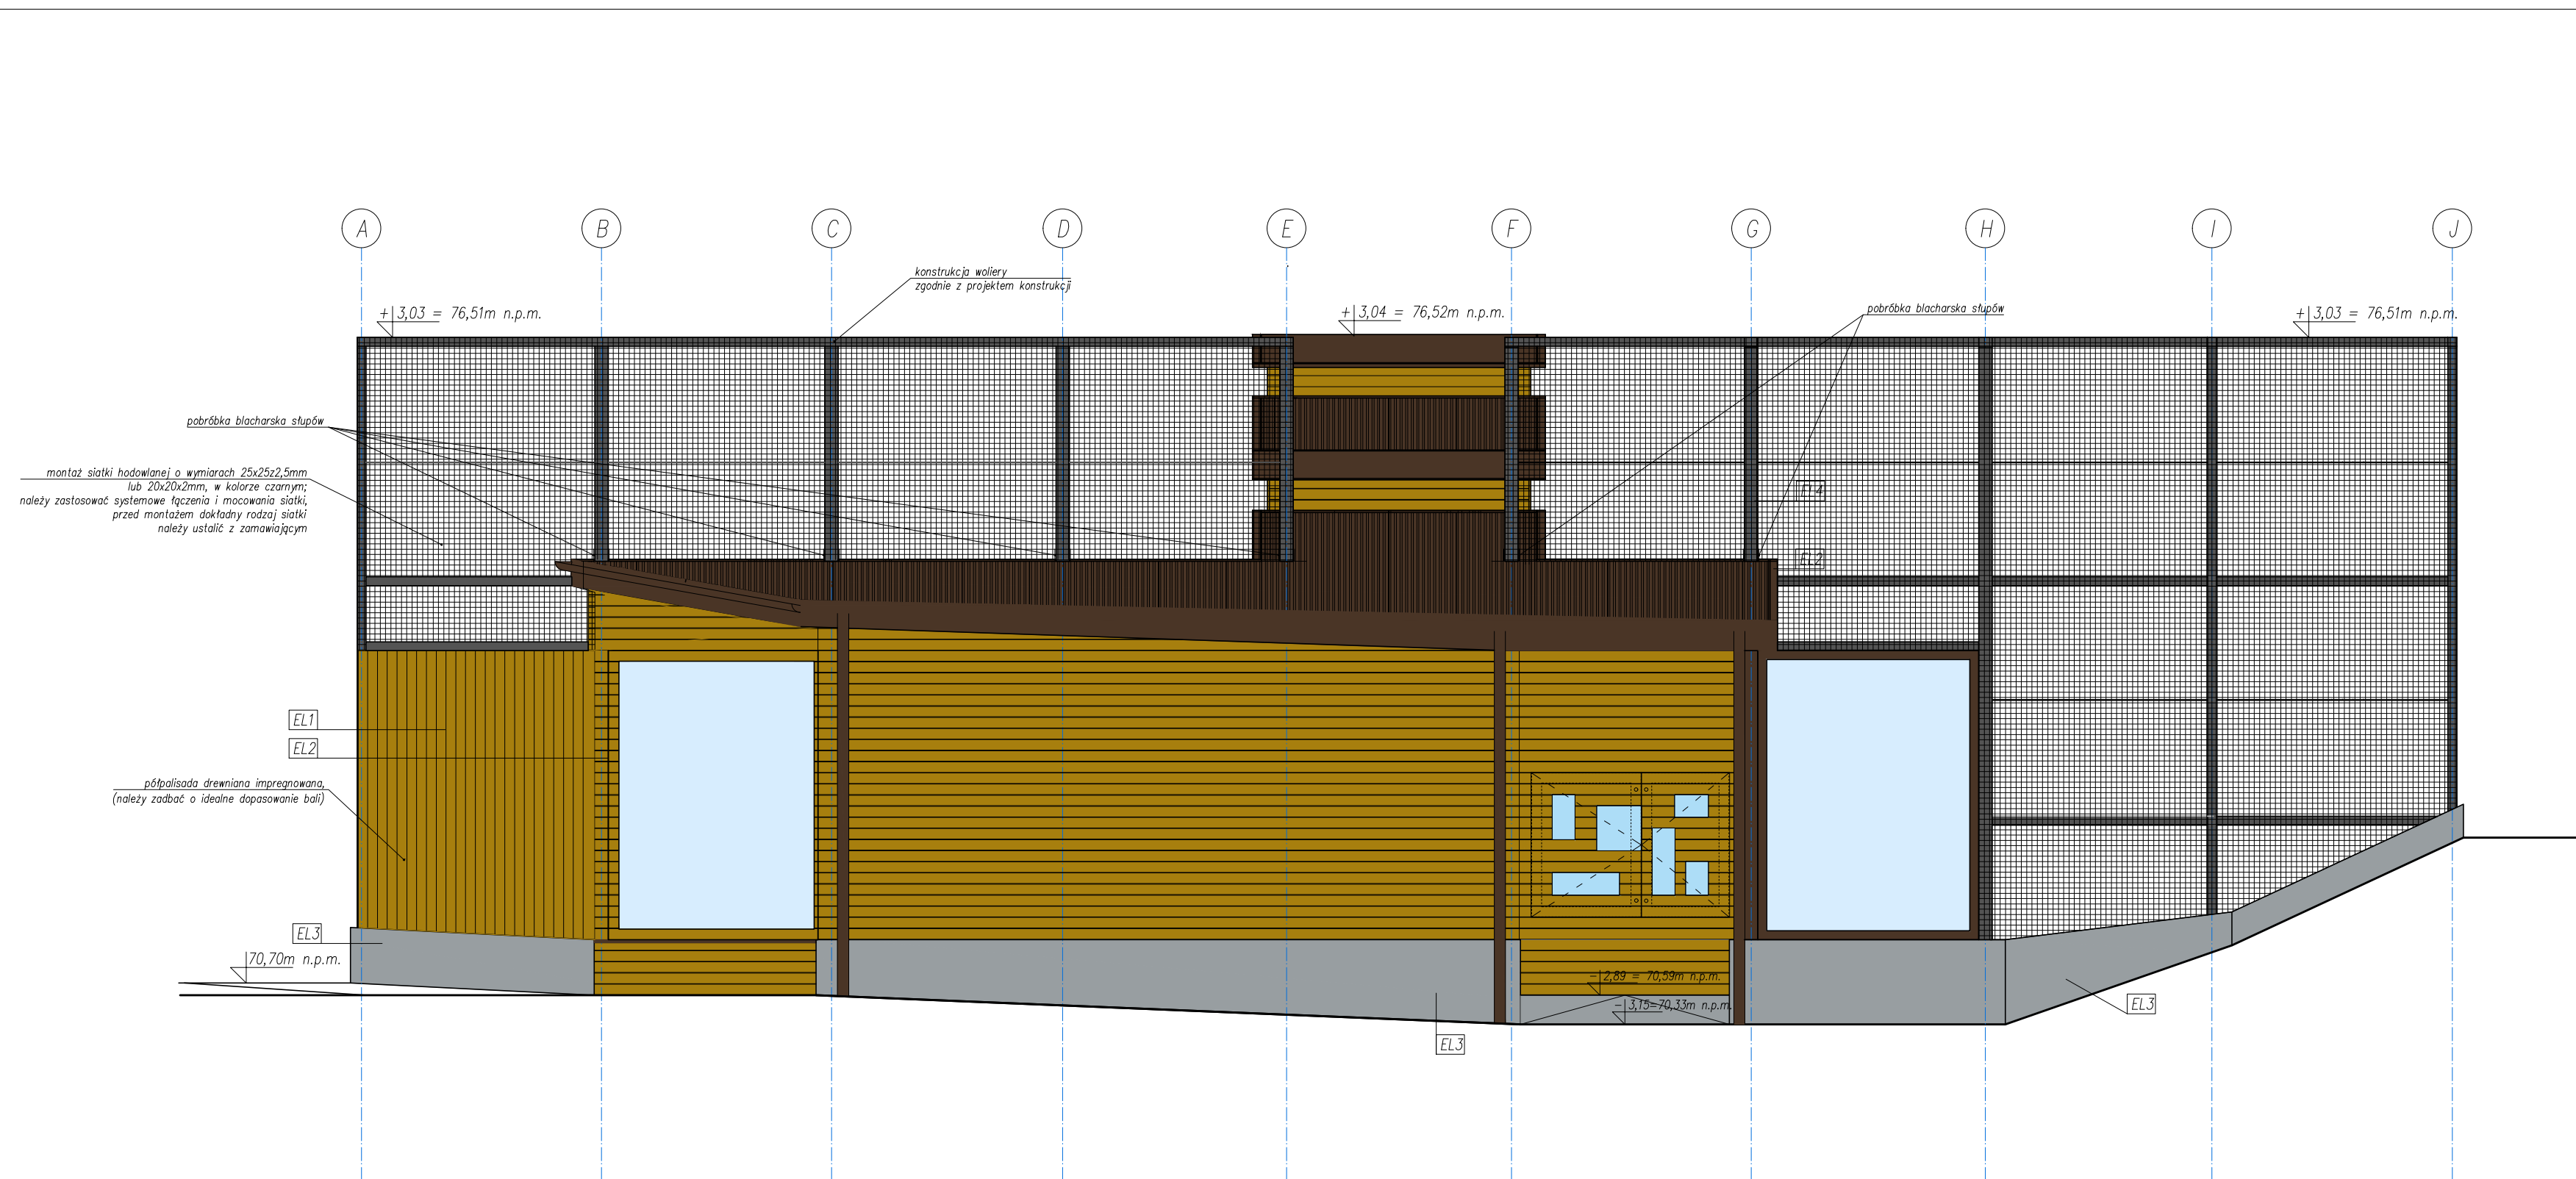 A
B
C
D
E
F
G
H
I
J
konstrukcja woliery
zgodnie z projektem konstrukcji
+ 3,03 = 76,51m n.p.m.
+ 3,04 = 76,52m n.p.m.
pobróbka blacharska słupów
+ 3,03 = 76,51m n.p.m.
pobróbka blacharska słupów
montaż siatki hodowlanej o wymiarach 25x25z2,5mm
lub 20x20x2mm, w kolorze czarnym;
należy zastosować systemowe łączenia i mocowania siatki,
przed montażem dokładny rodzaj siatki
należy ustalić z zamawiającym
EL4
EL2
EL1
EL2
półpalisada drewniana impregnowana,
(należy zadbać o idealne dopasowanie bali)
EL3
70,70m n.p.m.
- 2,89 = 70,59m n.p.m.
- 3,15=70,33m n.p.m.
EL3
EL3